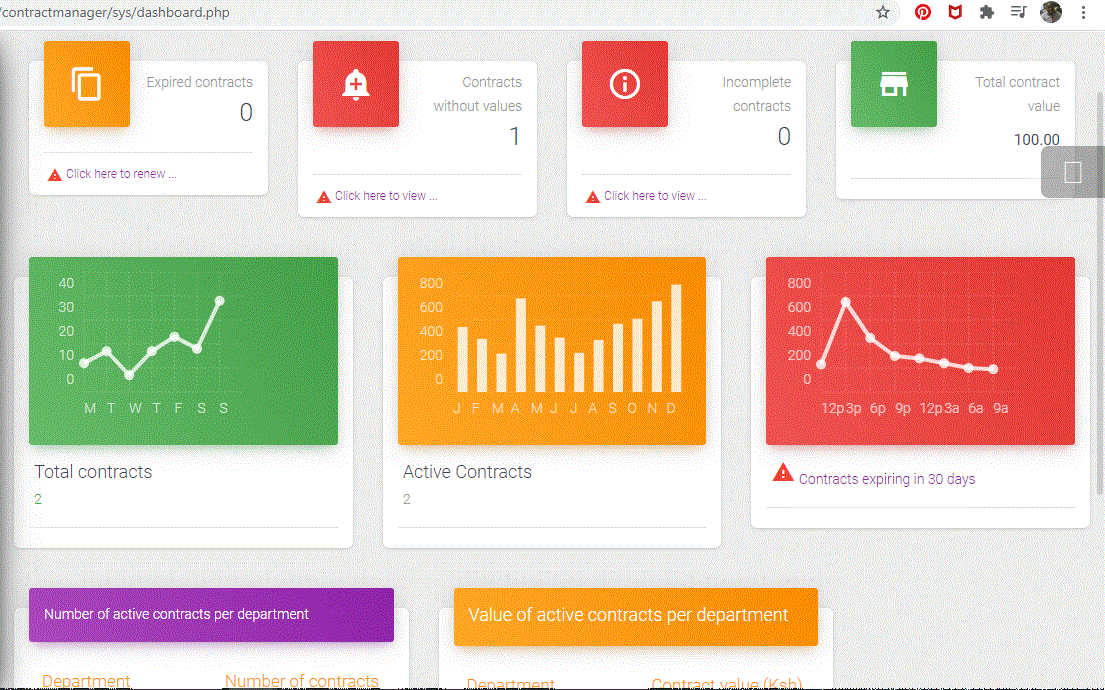 /contractmanager/sys/dashboard.php
Expired contracts
0
Click here to renew ...
Contracts
without values
1
Click here to view ...
Incomplete
contracts
0
Click here to view ...
Total contract
value
100.00
40
30
20
10
0
M T W T F S S
Total contracts
2
800
600
400
200
0
J F M A M J J A S O N D
Active Contracts
2
800
600
400
200
0
12p 3p 6p 9p 12p 3a 6a 9a
Contracts expiring in 30 days
Number of active contracts per department
Department Number of contracts
Value of active contracts per department
Department Contract value (Ksh)